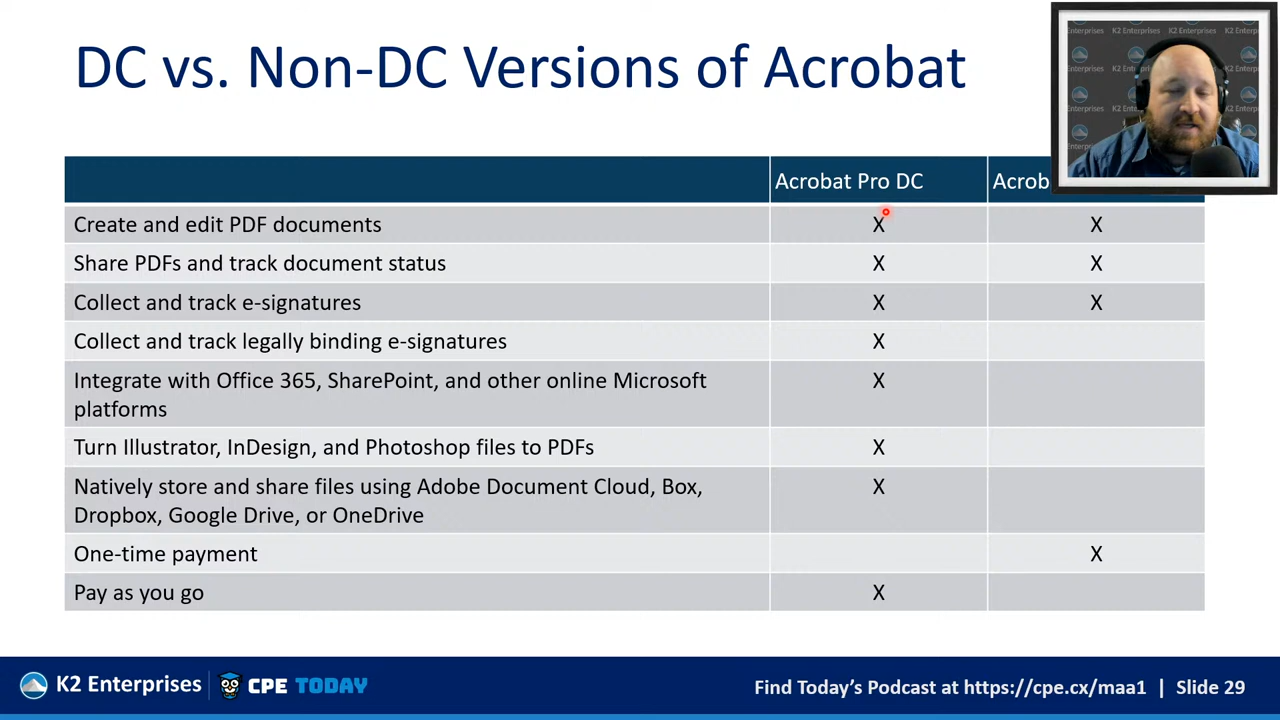 DC vs. Non-DC Versions of Acrobat
Acrobat Pro DC
Create and edit PDF documents X X
Share PDFs and track document status X X
Collect and track e-signatures X X
Collect and track legally binding e-signatures X
Integrate with Office 365, SharePoint, and other online Microsoft X
platforms
Turn Illustrator, InDesign, and Photoshop files to PDFs X
Natively store and share files using Adobe Document Cloud, Box, X
Dropbox, Google Drive, or OneDrive
One-time payment X
Pay as you go X
K2 Enterprises
CPE TODAY
Find Today's Podcast at https://cpe.cx/maa1 | Slide 29